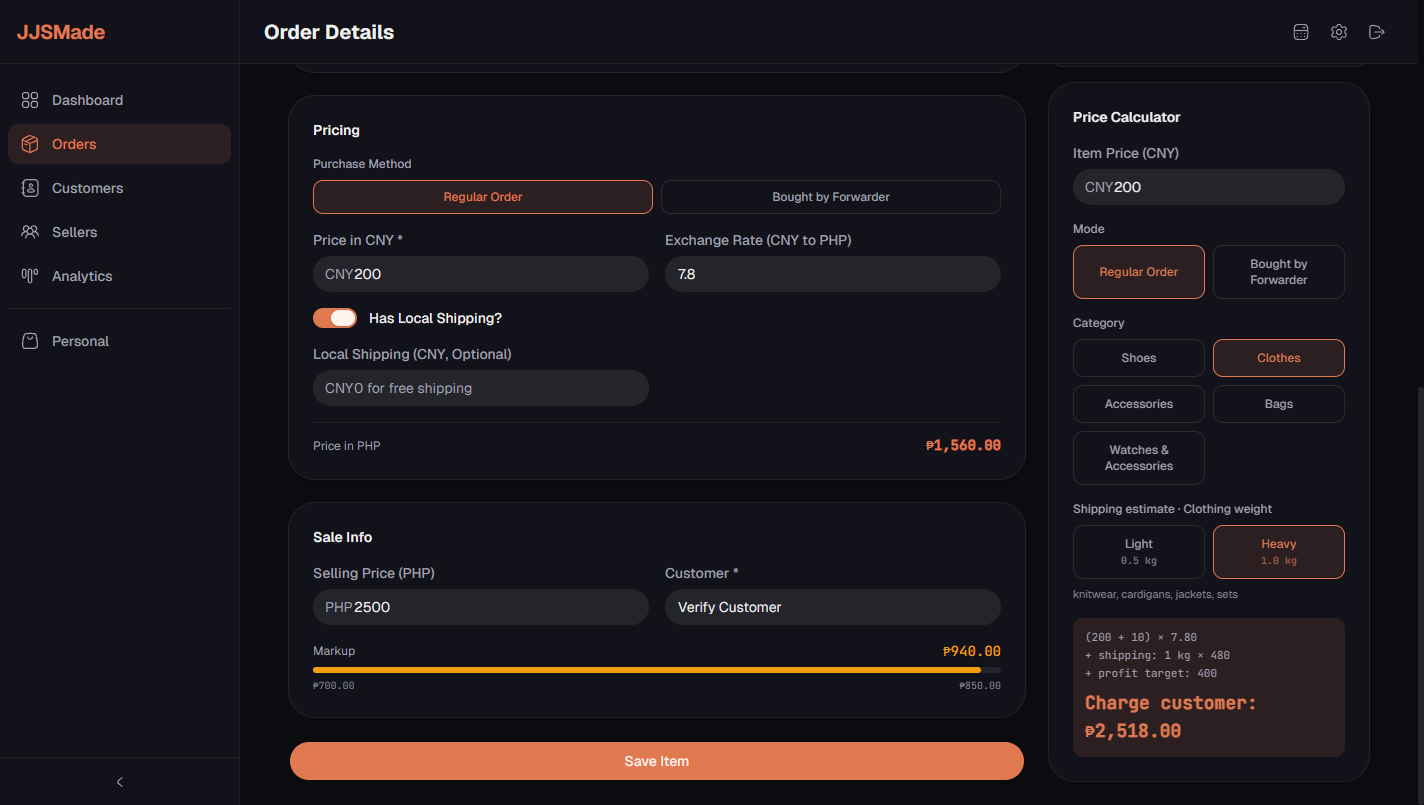 JJSMade
Order Details
Dashboard
Orders
Customers
Sellers
Analytics
Personal
Pricing
Purchase Method
Regular Order
Bought by Forwarder
Price in CNY *
Exchange Rate (CNY to PHP)
CNY200
7.8
Has Local Shipping?
Local Shipping (CNY, Optional)
CNY0 for free shipping
Price in PHP
₱1,560.00
Sale Info
Selling Price (PHP)
Customer *
PHP2500
Verify Customer
Markup
₱940.00
₱700.00
₱850.00
Save Item
Price Calculator
Item Price (CNY)
CNY200
Mode
Regular Order
Bought by
Forwarder
Category
Shoes
Clothes
Accessories
Bags
Watches &
Accessories
Shipping estimate · Clothing weight
Light
0.5 kg
Heavy
1.0 kg
knitwear, cardigans, jackets, sets
(200 + 10) × 7.80
+ shipping: 1 kg × 480
+ profit target: 400
Charge customer:
₱2,518.00